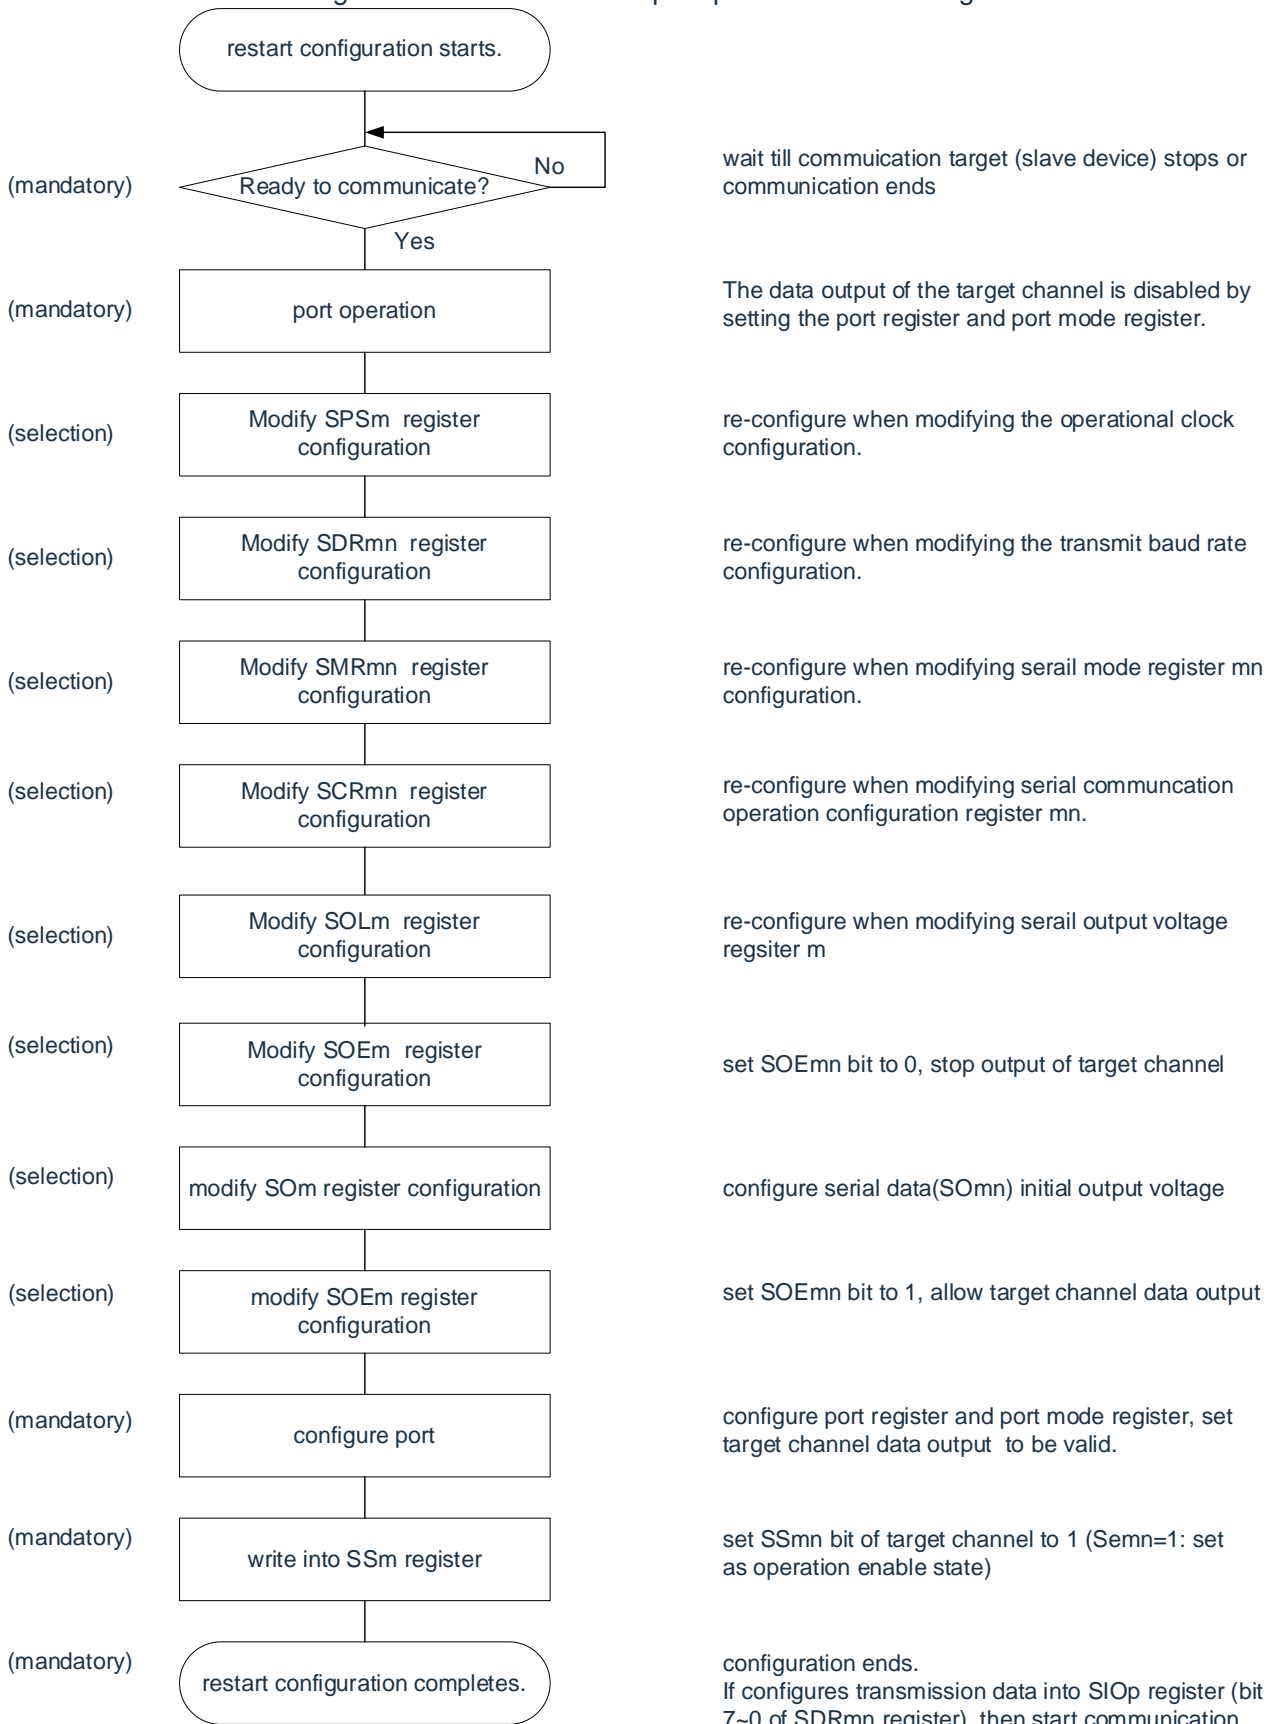 restart configuration starts.
No
(mandatory)
Ready to communicate?
wait till commuication target (slave device) stops or
communication ends
Yes
(mandatory)
port operation
The data output of the target channel is disabled by
setting the port register and port mode register.
(selection)
Modify SPSm register
configuration
re-configure when modifying the operational clock
configuration.
(selection)
Modify SDRmn register
configuration
re-configure when modifying the transmit baud rate
configuration.
(selection)
Modify SMRmn register
configuration
re-configure when modifying serail mode register mn
configuration.
(selection)
Modify SCRmn register
configuration
re-configure when modifying serial communcation
operation configuration register mn.
(selection)
Modify SOLm register
configuration
re-configure when modifying serail output voltage
regsiter m
(selection)
Modify SOEm register
configuration
set SOEmn bit to 0, stop output of target channel
(selection)
modify SOm register configuration
configure serial data(SOmn) initial output voltage
(selection)
modify SOEm register
configuration
set SOEmn bit to 1, allow target channel data output
(mandatory)
configure port
configure port register and port mode register, set
target channel data output to be valid.
(mandatory)
write into SSm register
set SSmn bit of target channel to 1 (Semn=1: set
as operation enable state)
(mandatory)
restart configuration completes.
configuration ends.
If configures transmission data into SIOp register (bit
7~0 of SDRmn register), then start communication